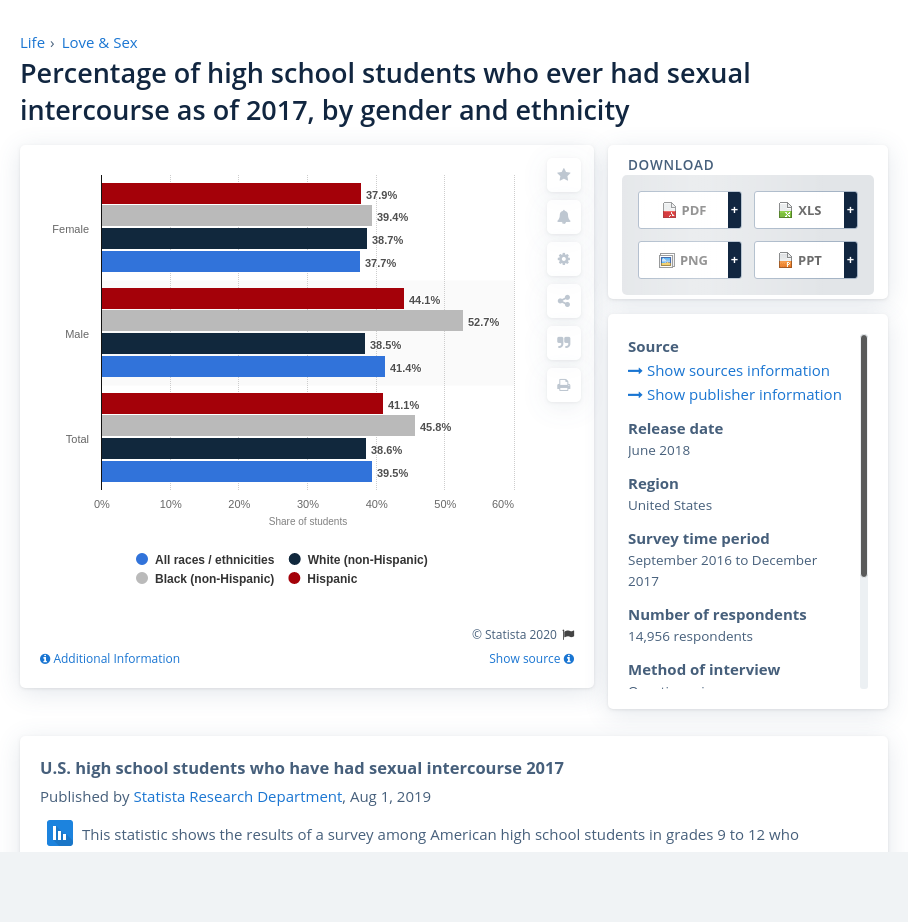 Life › Love & Sex
Percentage of high school students who ever had sexual
intercourse as of 2017, by gender and ethnicity
37.9%
39.4%
Female
38.7%
37.7%
44.1%
52.7%
Male
38.5%
41.4%
41.1%
45.8%
Total
38.6%
39.5%
0% 10% 20% 30% 40% 50% 60%
Share of students
All races / ethnicities White (non-Hispanic)
Black (non-Hispanic) Hispanic
© Statista 2020
Additional Information Show source
DOWNLOAD
PDF + XLS +
PNG + PPT +
Source
Show sources information
Show publisher information
Release date
June 2018
Region
United States
Survey time period
September 2016 to December
2017
Number of respondents
14,956 respondents
Method of interview
U.S. high school students who have had sexual intercourse 2017
Published by Statista Research Department, Aug 1, 2019
This statistic shows the results of a survey among American high school students in grades 9 to 12 who